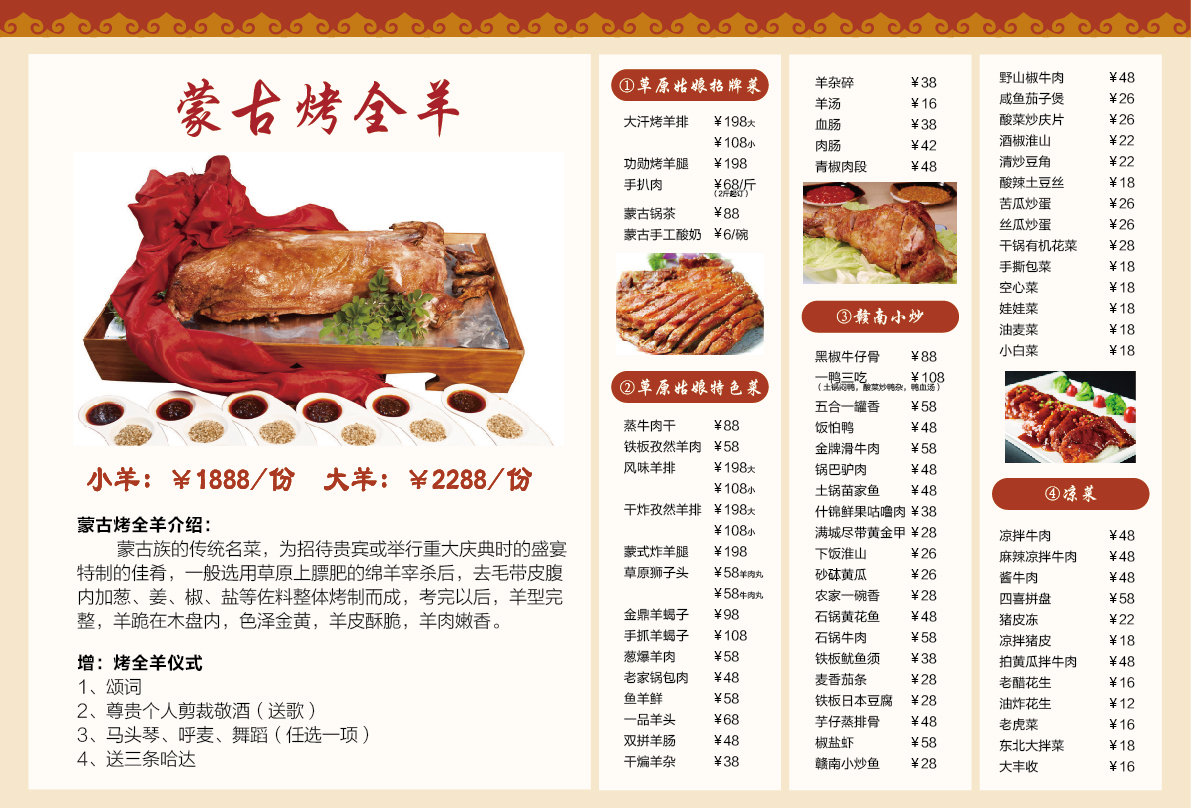 蒙古烤全羊
小羊：￥1888/份 大羊：￥2288/份
蒙古烤全羊介绍：
蒙古族的传统名菜，为招待贵宾或举行重大庆典时的盛宴
特制的佳肴，一般选用草原上膘肥的绵羊宰杀后，去毛带皮腹
内加葱、姜、椒、盐等佐料整体烤制而成，考完以后，羊型完
整，羊跪在木盘内，色泽金黄，羊皮酥脆，羊肉嫩香。
增：烤全羊仪式
1、颂词
2、尊贵个人剪裁敬酒（送歌）
3、马头琴、呼麦、舞蹈（任选一项）
4、送三条哈达
①草原姑娘招牌菜
大汗烤羊排 ￥198大
￥108小
功勋烤羊腿 ￥198
手扒肉 ￥68/斤
（2斤起订）
蒙古锅茶 ￥88
蒙古手工酸奶 ￥6/碗
②草原姑娘特色菜
蒸牛肉干 ￥88
铁板孜然羊肉 ￥58
风味羊排 ￥198大
￥108小
干炸孜然羊排 ￥198大
￥108小
蒙式炸羊腿 ￥198
草原狮子头 ￥58羊肉丸
￥58牛肉丸
金鼎羊蝎子 ￥98
手抓羊蝎子 ￥108
葱爆羊肉 ￥58
老家锅包肉 ￥48
鱼羊鲜 ￥58
一品羊头 ￥68
双拼羊肠 ￥48
干煸羊杂 ￥38
羊杂碎 ￥38
羊汤 ￥16
血肠 ￥38
肉肠 ￥42
青椒肉段 ￥48
③赣南小炒
黑椒牛仔骨 ￥88
一鸭三吃 ￥108
（土锅焖鸭，酸菜炒鸭杂，鸭血汤）
五合一罐香 ￥58
饭怕鸭 ￥48
金牌滑牛肉 ￥58
锅巴驴肉 ￥48
土锅苗家鱼 ￥48
什锦鲜果咕噜肉 ￥38
满城尽带黄金甲 ￥28
下饭淮山 ￥26
砂砵黄瓜 ￥26
农家一碗香 ￥28
石锅黄花鱼 ￥48
石锅牛肉 ￥58
铁板鱿鱼须 ￥38
麦香茄条 ￥28
铁板日本豆腐 ￥28
芋仔蒸排骨 ￥48
椒盐虾 ￥58
赣南小炒鱼 ￥28
野山椒牛肉 ￥48
咸鱼茄子煲 ￥26
酸菜炒庆片 ￥26
酒椒淮山 ￥22
清炒豆角 ￥22
酸辣土豆丝 ￥18
苦瓜炒蛋 ￥26
丝瓜炒蛋 ￥26
干锅有机花菜 ￥28
手撕包菜 ￥18
空心菜 ￥18
娃娃菜 ￥18
油麦菜 ￥18
小白菜 ￥18
④凉菜
凉拌牛肉 ￥48
麻辣凉拌牛肉 ￥48
酱牛肉 ￥48
四喜拼盘 ￥58
猪皮冻 ￥22
凉拌猪皮 ￥18
拍黄瓜拌牛肉 ￥48
老醋花生 ￥16
油炸花生 ￥12
老虎菜 ￥16
东北大拌菜 ￥18
大丰收 ￥16